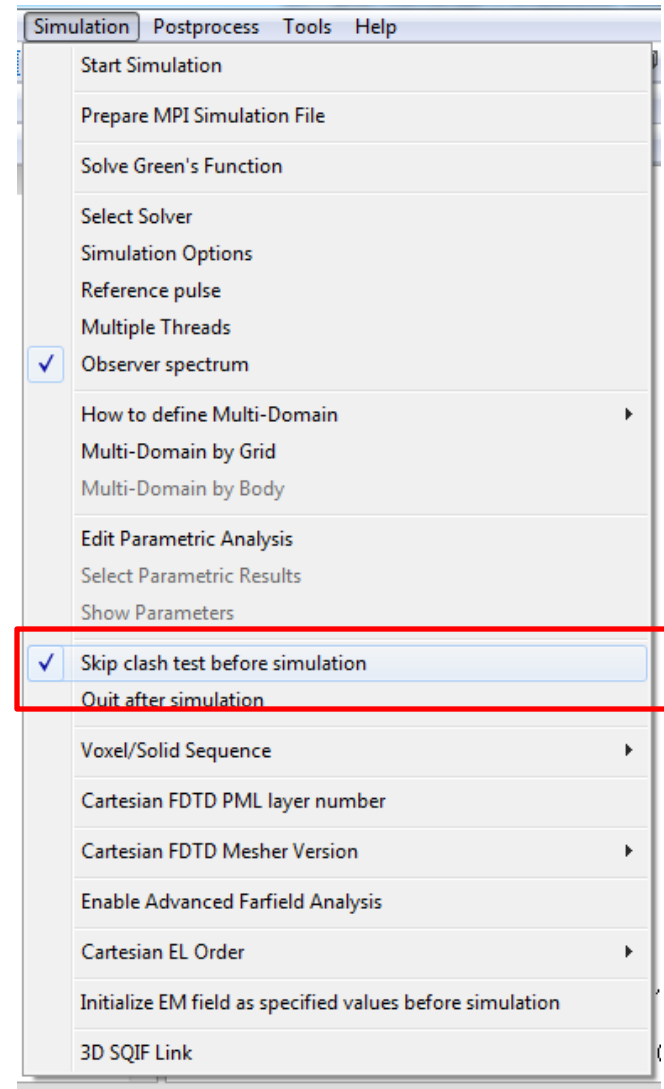 Simulation Postprocess Tools Help
Start Simulation
Prepare MPI Simulation File
Solve Green's Function
Select Solver
Simulation Options
Reference pulse
Multiple Threads
Observer spectrum
How to define Multi-Domain
Multi-Domain by Grid
Multi-Domain by Body
Edit Parametric Analysis
Select Parametric Results
Show Parameters
Skip clash test before simulation
Quit after simulation
Voxel/Solid Sequence
Cartesian FDTD PML layer number
Cartesian FDTD Mesher Version
Enable Advanced Farfield Analysis
Cartesian EL Order
Initialize EM field as specified values before simulation
3D SQIF Link